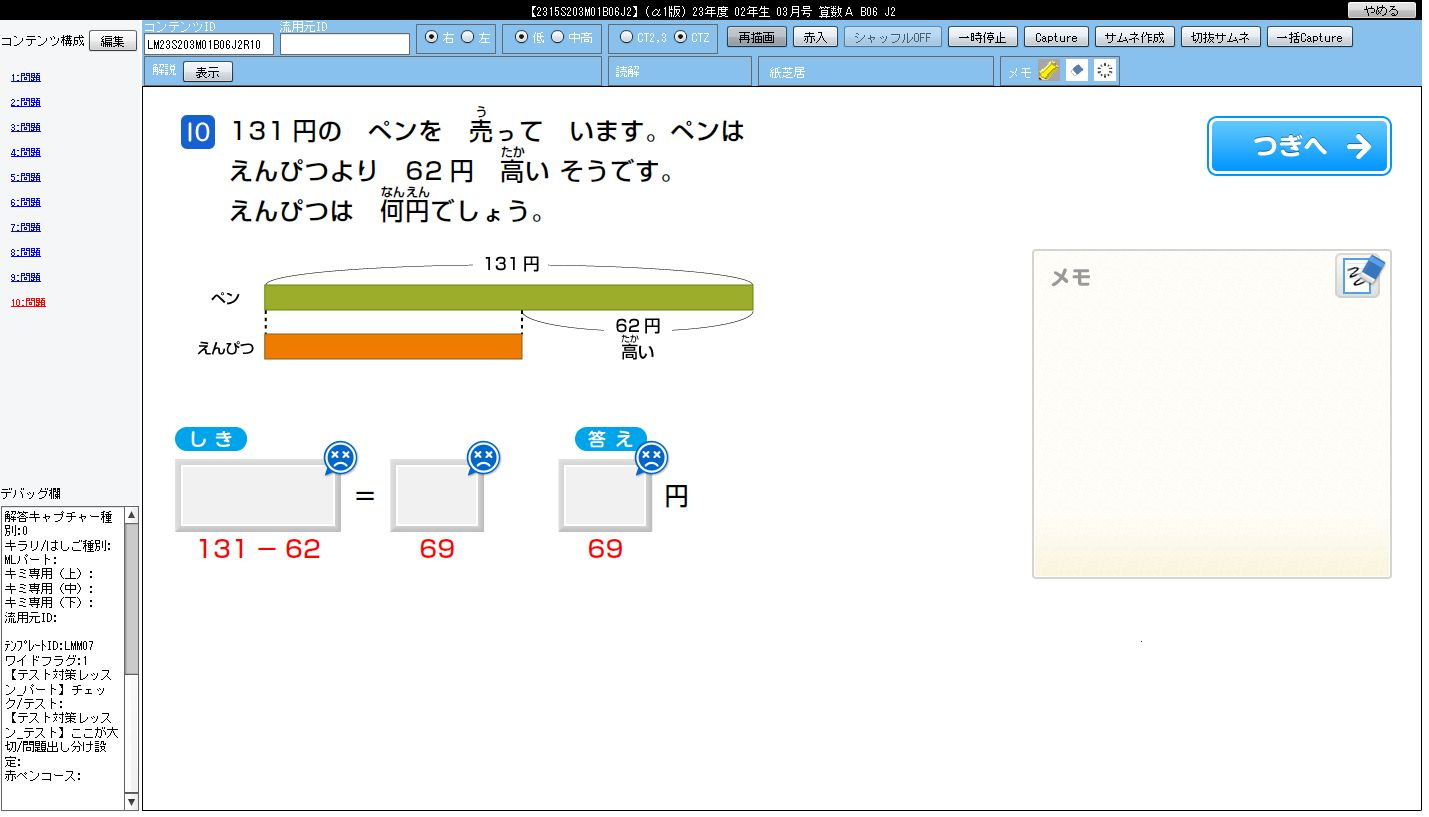 【2315S203M01B06J2】(α1版) 23年度 02年生 03月号 算数A B06 J2
やめる
コンテンツ構成 編集
コンテンツID 流用元ID
LM23S203M01B06J2R10
右 左 低 中高 CT2,3 CTZ
再描画 赤入 シャッフルOFF 一時停止 Capture サムネ作成 切抜サムネ 一括Capture
解説 表示 読解 紙芝居 メモ
1:問題
2:問題
3:問題
4:問題
5:問題
6:問題
7:問題
8:問題
9:問題
10:問題
デバッグ欄
解答キャプチャー種
別:0
キラリ/はしご種別:
MLパート:
キミ専用（上）:
キミ専用（中）:
キミ専用（下）:
流用元ID:
ﾃﾝﾌﾟﾚｰﾄID:LMM07
ワイドフラグ:1
【テスト対策レッス
ン_パート】チェッ
ク/テスト:
【テスト対策レッス
ン_テスト】ここが大
切/問題出し分け設
定:
赤ペンコース:
う
10 131円の ペンを 売って います。ペンは
たか
えんぴつより 62円 高い そうです。
なんえん
えんぴつは 何円でしょう。
つぎへ
131円
ペン
62円
たか
えんぴつ 高い
メモ
しき 答え
= 円
131－62 69 69